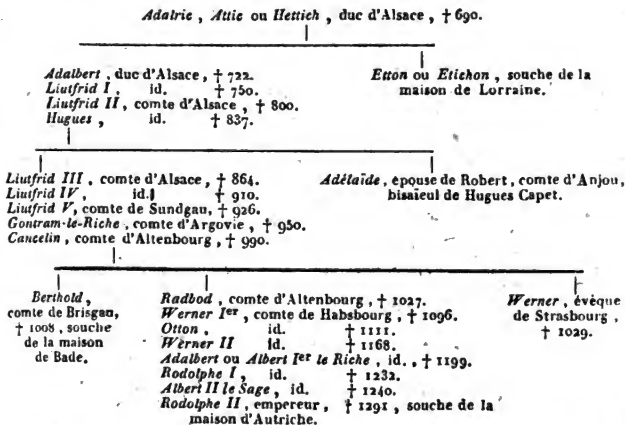 Adalric, Attic ou Hettich, duc d'Alsace, † 690.
Adalbert, duc d'Alsace, † 722.
Liutfrid I, id. † 750.
Liutfrid II, comte d'Alsace, † 800.
Hugues, id. † 837.
Etton ou Etichon, souche de la
maison de Lorraine.
Liutfrid III, comte d'Alsace, † 864.
Liutfrid IV, id. † 910.
Liutfrid V, comte de Sundgau, † 926.
Gontram-le-Riche, comte d'Argovie, † 950.
Cancelin, comte d'Altenbourg, † 990.
Adélaïde, épouse de Robert, comte d'Anjou,
bisaïeul de Hugues Capet.
Berthold,
comte de Brisgau,
† 1008, souche
de la maison
de Bade.
Radbod, comte d'Altenbourg, † 1027.
Werner Ier, comte de Habsbourg, † 1096.
Otton, id. † 1111.
Werner II id. † 1168.
Adalbert ou Albert Ier le Riche, id., † 1199.
Rodolphe I, id. † 1232.
Albert II le Sage, id. † 1240.
Rodolphe II, empereur, † 1291, souche de la
maison d'Autriche.
Werner, évêque
de Strasbourg,
† 1029.